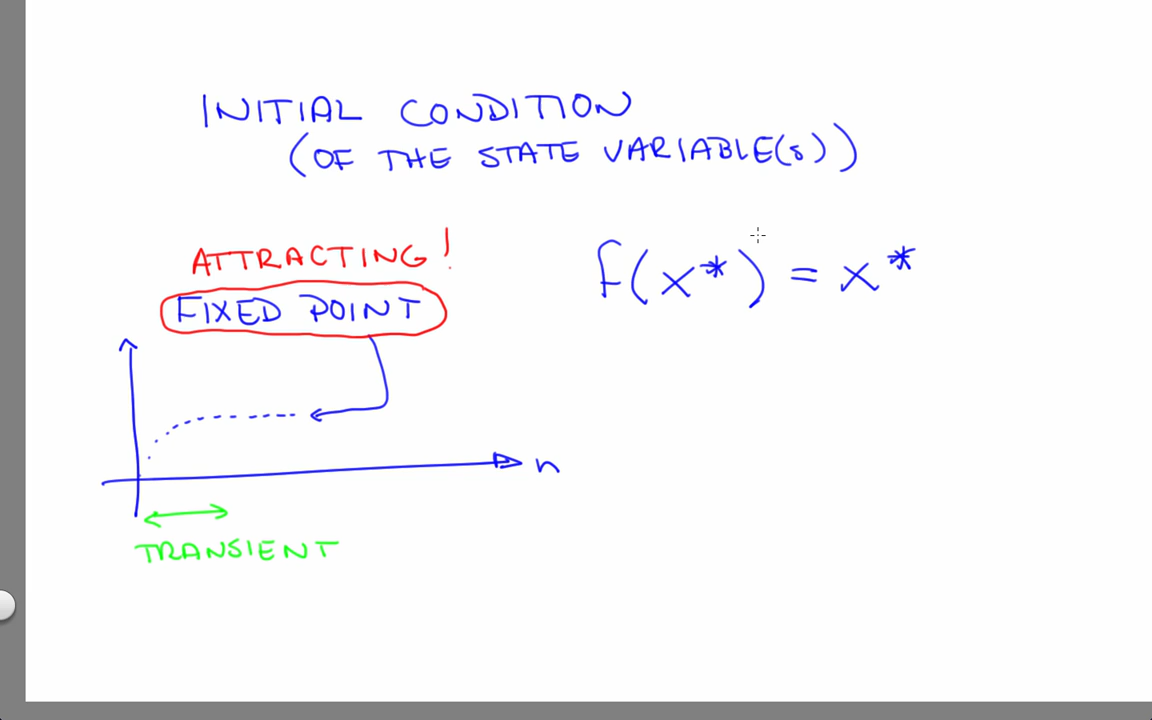 INITIAL CONDITION
(OF THE STATE VARIABLE(S))
ATTRACTING!
FIXED POINT
F(x*) = x*
n
TRANSIENT